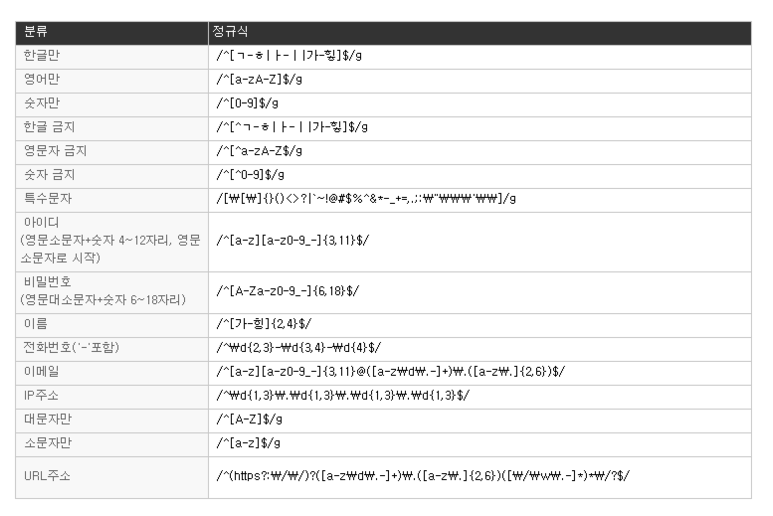 분류 정규식
한글만 /^[ㄱ-ㅎㅏ-ㅣ|가-힣]$/g
영어만 /^[a-zA-Z]$/g
숫자만 /^[0-9]$/g
한글 금지 /^[^ㄱ-ㅎㅏ-ㅣ|가-힣]$/g
영문자 금지 /^[^a-zA-Z$/g
숫자 금지 /^[^0-9]$/g
특수문자 /[₩[₩]{}()<>?|`~!@#$%^&*-_+=,.;:₩"₩₩₩'₩₩]/g
아이디
(영문소문자+숫자 4~12자리, 영문
소문자로 시작)
/^[a-z][a-z0-9_-]{3,11}$/
비밀번호
(영문대소문자+숫자 6~18자리)
/^[A-Za-z0-9_-]{6,18}$/
이름 /^[가-힝]{2,4}$/
전화번호('-'포함) /^₩d{2,3}-₩d{3,4}-₩d{4}$/
이메일 /^[a-z][a-z0-9_-]{3,11}@([a-z₩d₩.-]+)₩.([a-z₩.]{2,6})$/
IP주소 /^₩d{1,3}₩.₩d{1,3}₩.₩d{1,3}₩.₩d{1,3}$/
대문자만 /^[A-Z]$/g
소문자만 /^[a-z]$/g
URL주소 /^(https?:₩/₩/)?([a-z₩d₩.-]+)₩.([a-z₩.]{2,6})([₩/₩w₩.-]*)*₩/?$/